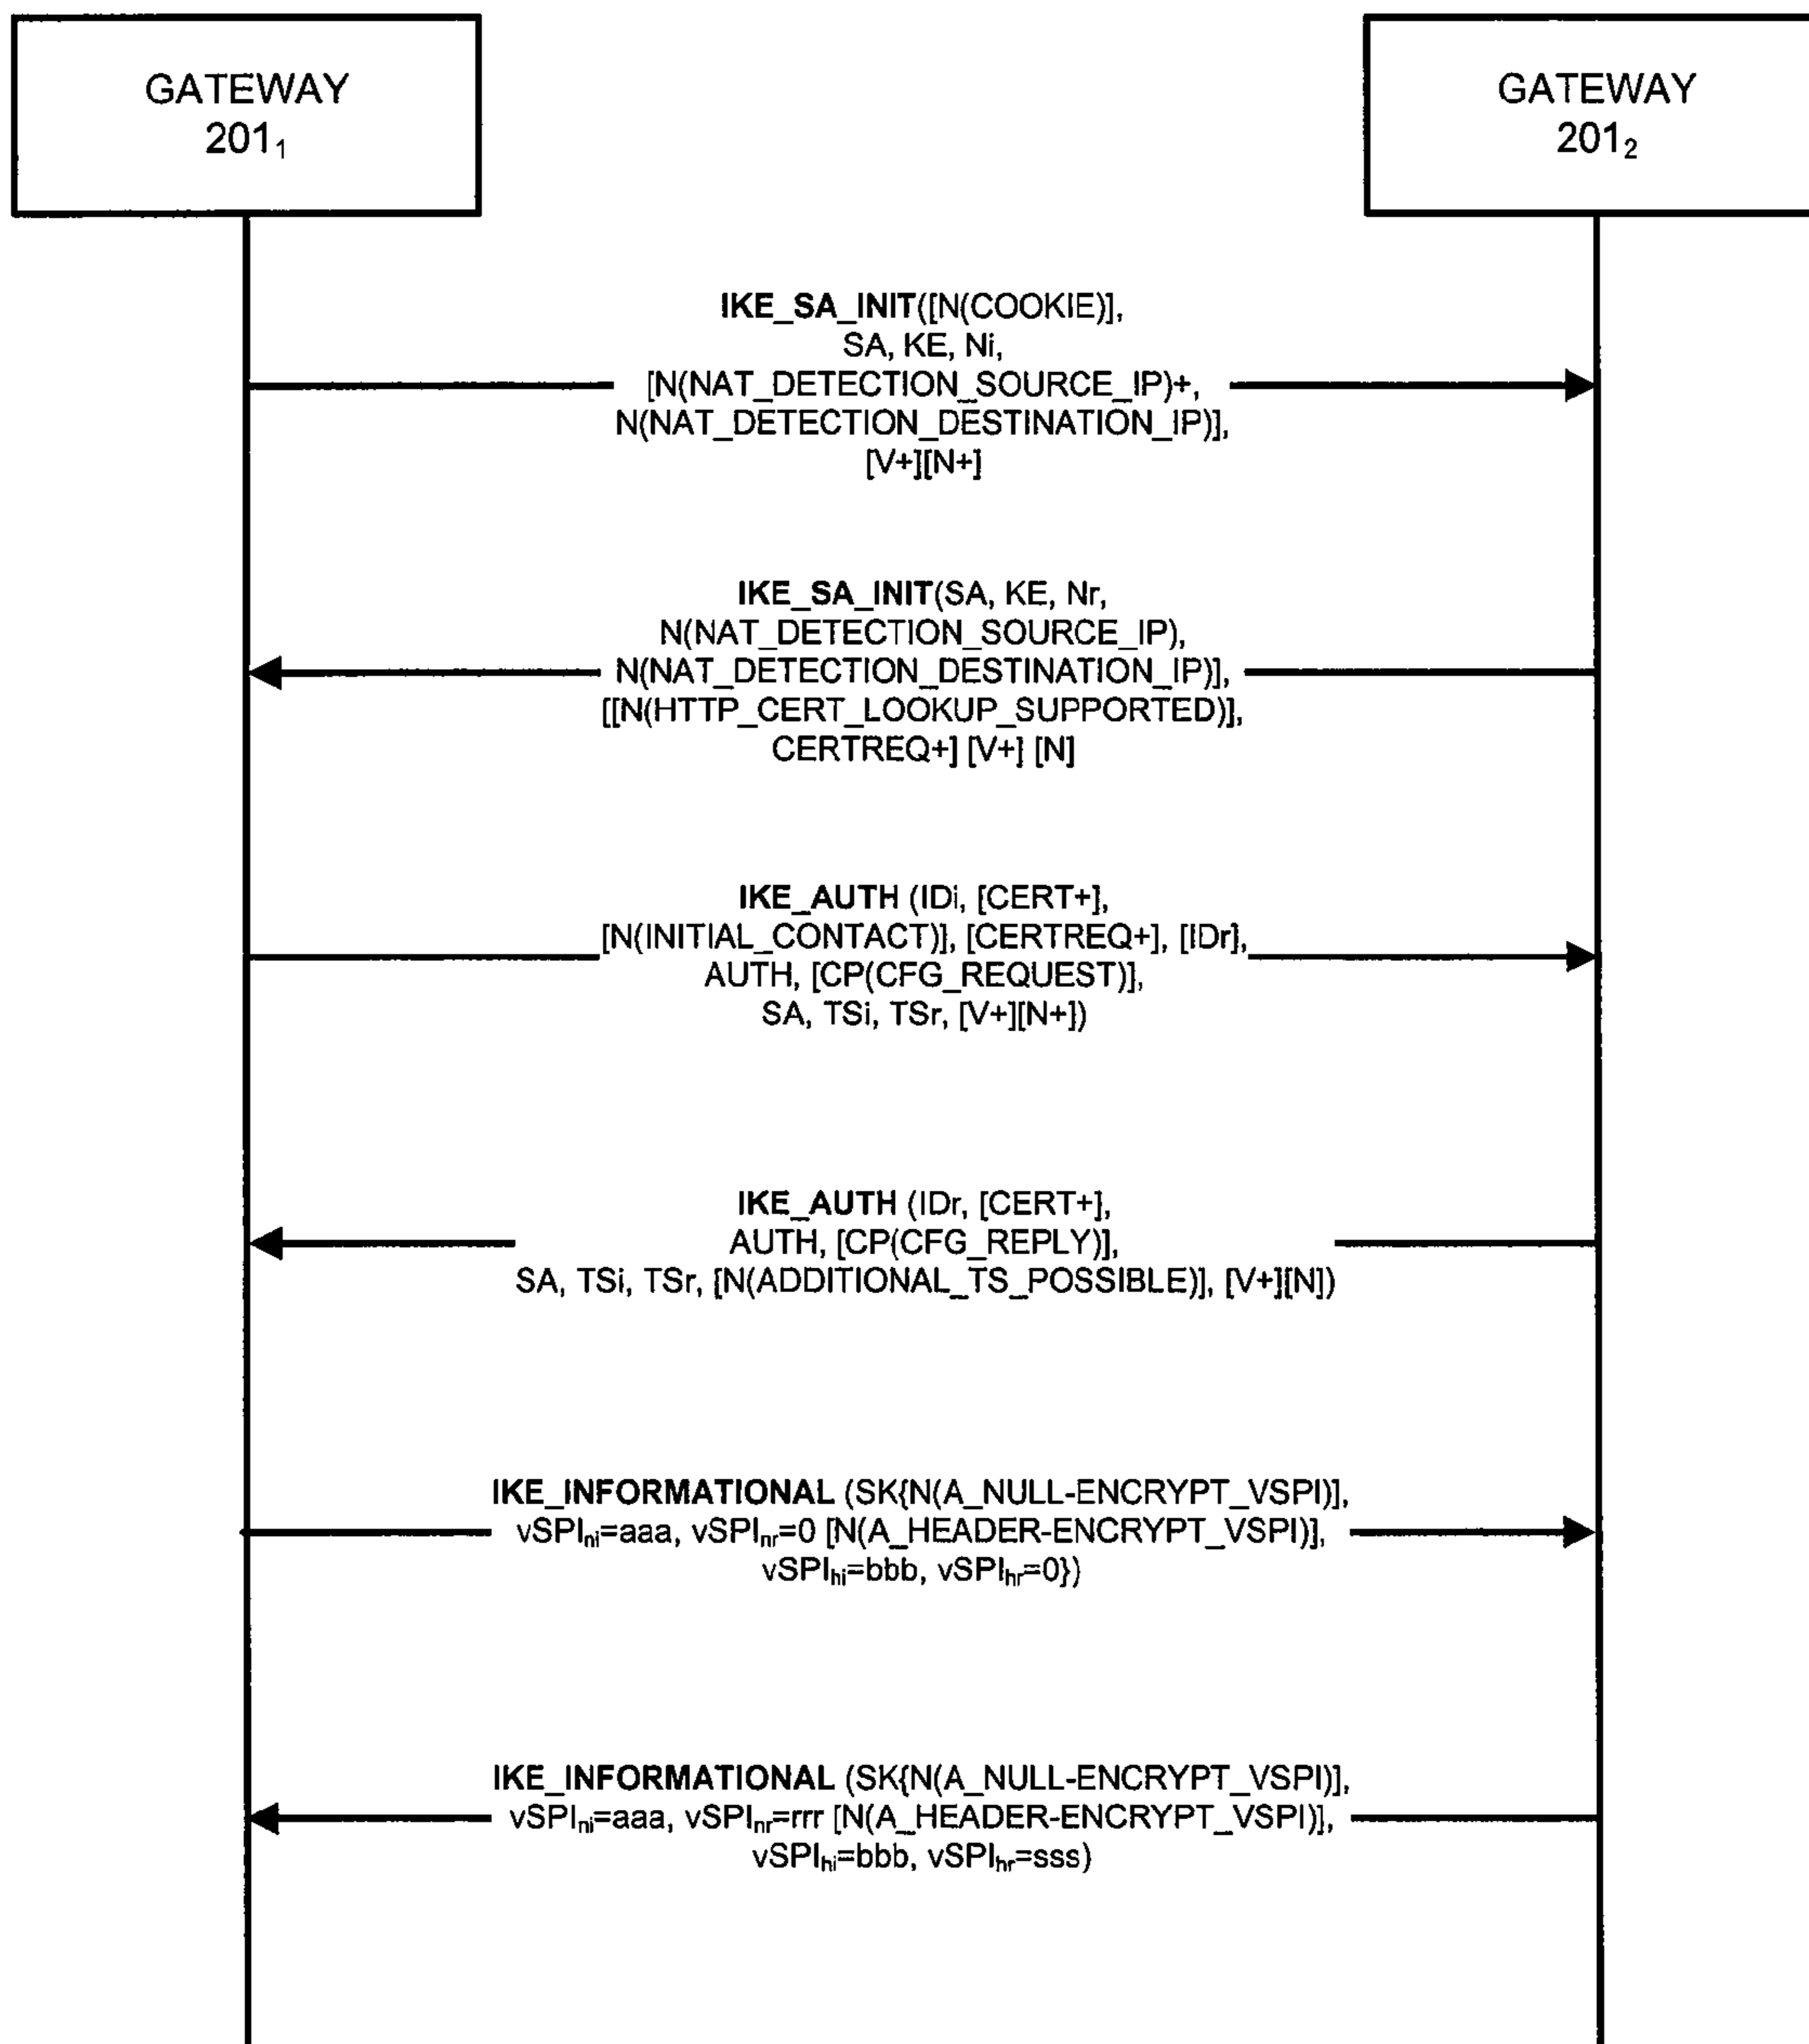 GATEWAY
201₁
GATEWAY
201₂
IKE_SA_INIT([N(COOKIE)],
SA, KE, Ni,
[N(NAT_DETECTION_SOURCE_IP)+,
N(NAT_DETECTION_DESTINATION_IP)],
[V+][N+]
IKE_SA_INIT(SA, KE, Nr,
N(NAT_DETECTION_SOURCE_IP),
N(NAT_DETECTION_DESTINATION_IP)],
[[N(HTTP_CERT_LOOKUP_SUPPORTED)],
CERTREQ+] [V+] [N]
IKE_AUTH (IDi, [CERT+],
[N(INITIAL_CONTACT)], [CERTREQ+], [IDr],
AUTH, [CP(CFG_REQUEST)],
SA, TSi, TSr, [V+][N+])
IKE_AUTH (IDr, [CERT+],
AUTH, [CP(CFG_REPLY)],
SA, TSi, TSr, [N(ADDITIONAL_TS_POSSIBLE)], [V+][N])
IKE_INFORMATIONAL (SK{N(A_NULL-ENCRYPT_VSPI)],
vSPIni=aaa, vSPInr=0 [N(A_HEADER-ENCRYPT_VSPI)],
vSPIhi=bbb, vSPIhr=0})
IKE_INFORMATIONAL (SK{N(A_NULL-ENCRYPT_VSPI)],
vSPIni=aaa, vSPInr=rrr [N(A_HEADER-ENCRYPT_VSPI)],
vSPIhi=bbb, vSPIhr=sss)